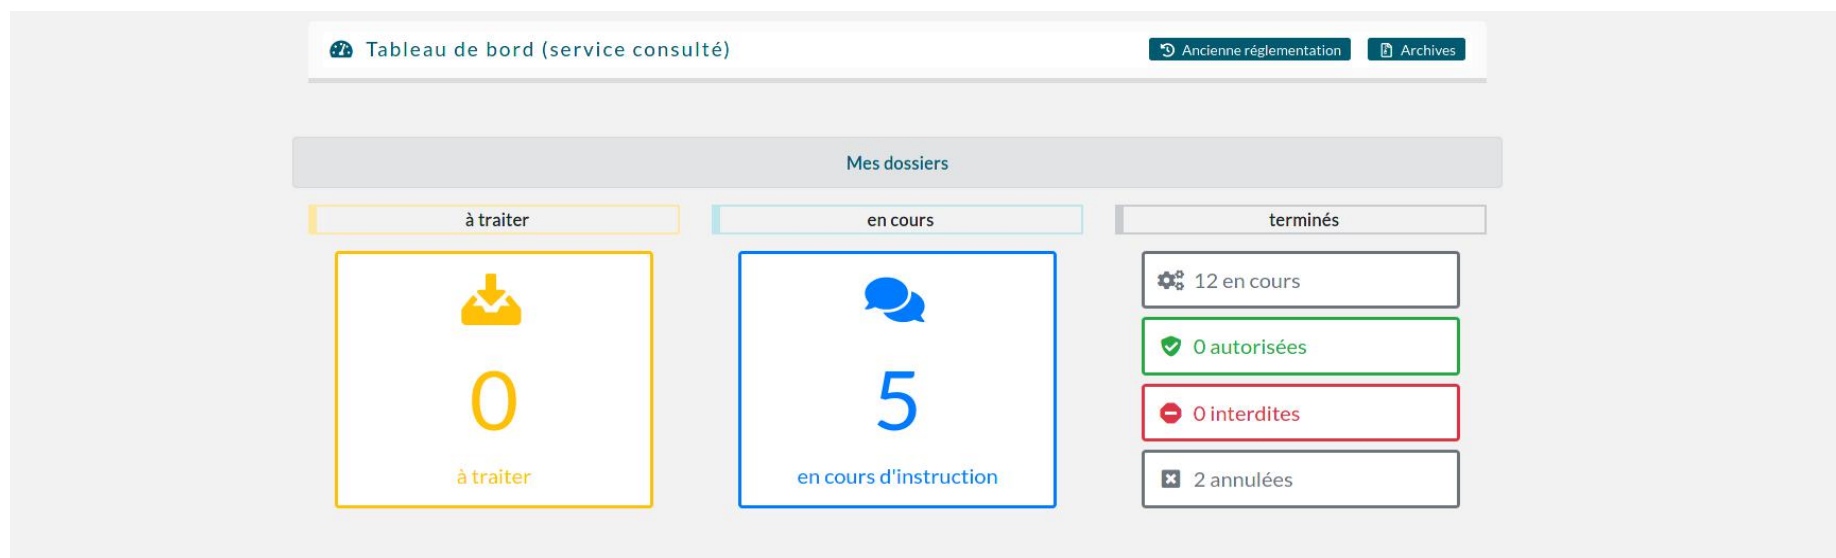 Tableau de bord (service consulté)
Ancienne réglementation
Archives
Mes dossiers
à traiter
en cours
terminés
0
à traiter
5
en cours d'instruction
12 en cours
0 autorisées
0 interdites
2 annulées